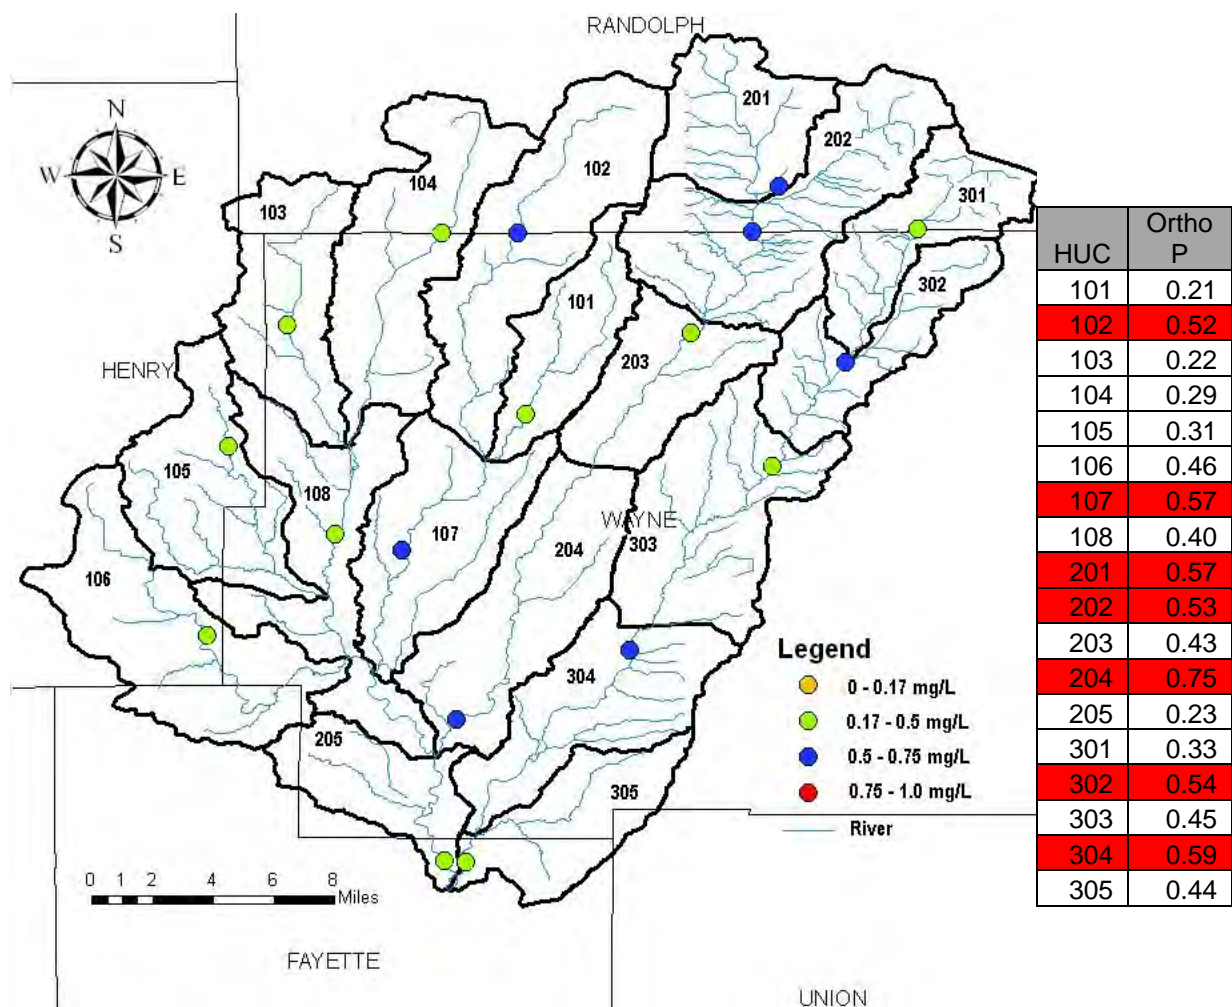 RANDOLPH
N
W E
S
201
202
102
104
103
301
101
302
203
HENRY
105
108
107
WAYNE
204
303
106
304
205
305
Legend
0 - 0.17 mg/L
0.17 - 0.5 mg/L
0.5 - 0.75 mg/L
0.75 - 1.0 mg/L
River
0 1 2 4 6 8
Miles
FAYETTE
UNION
HUC Ortho P
101 0.21
102 0.52
103 0.22
104 0.29
105 0.31
106 0.46
107 0.57
108 0.40
201 0.57
202 0.53
203 0.43
204 0.75
205 0.23
301 0.33
302 0.54
303 0.45
304 0.59
305 0.44